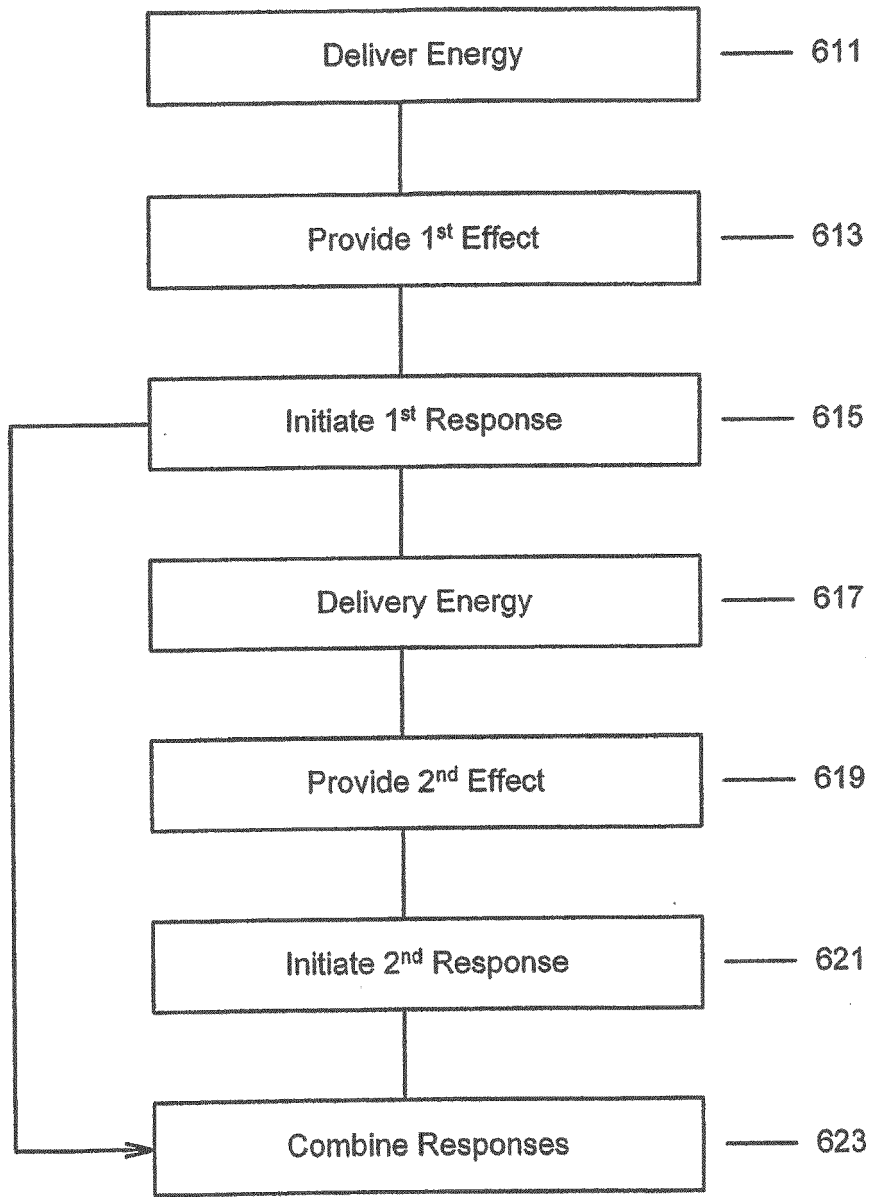 Deliver Energy 611
Provide 1st Effect 613
Initiate 1st Response 615
Delivery Energy 617
Provide 2nd Effect 619
Initiate 2nd Response 621
Combine Responses 623